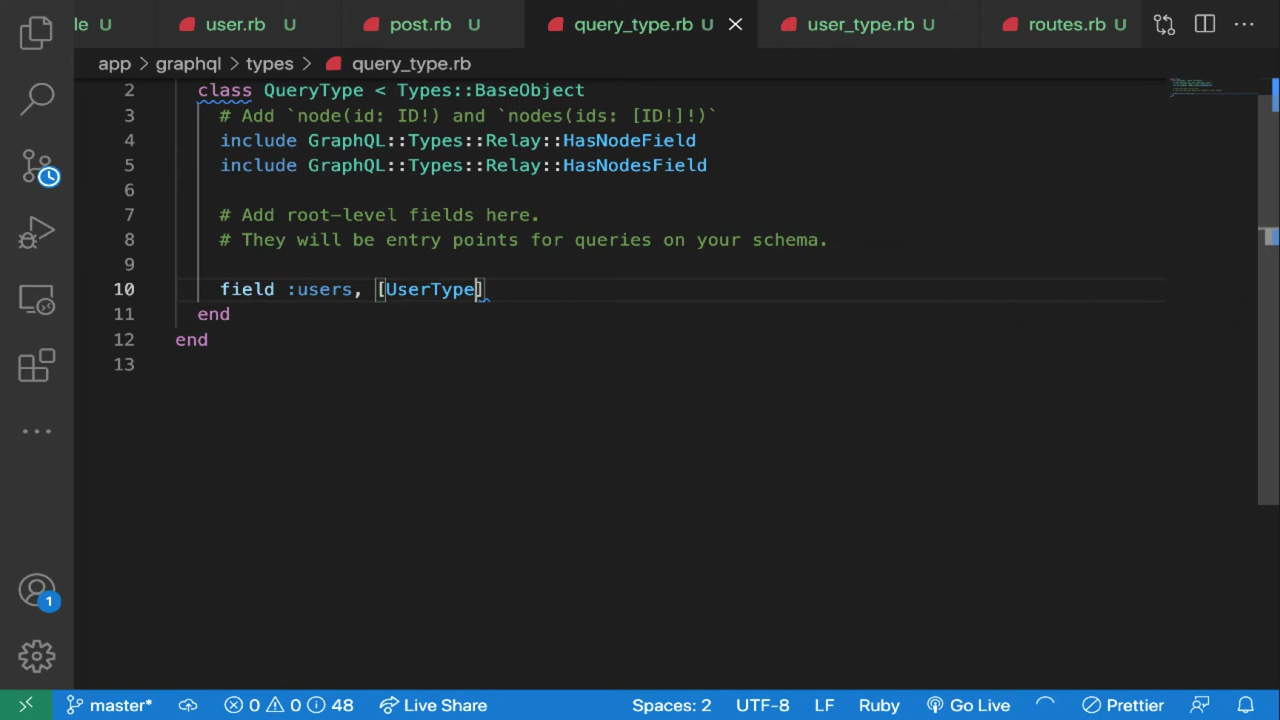 le U user.rb U post.rb U query_type.rb U user_type.rb U routes.rb U ...
app > graphql > types > query_type.rb
2 class QueryType < Types::BaseObject
3 # Add `node(id: ID!) and `nodes(ids: [ID!]!)`
4 include GraphQL::Types::Relay::HasNodeField
5 include GraphQL::Types::Relay::HasNodesField
6
7 # Add root-level fields here.
8 # They will be entry points for queries on your schema.
9
10 field :users, [UserType]
11 end
12 end
13
1
master* 0 0 48 Live Share Spaces: 2 UTF-8 LF Ruby Go Live Prettier